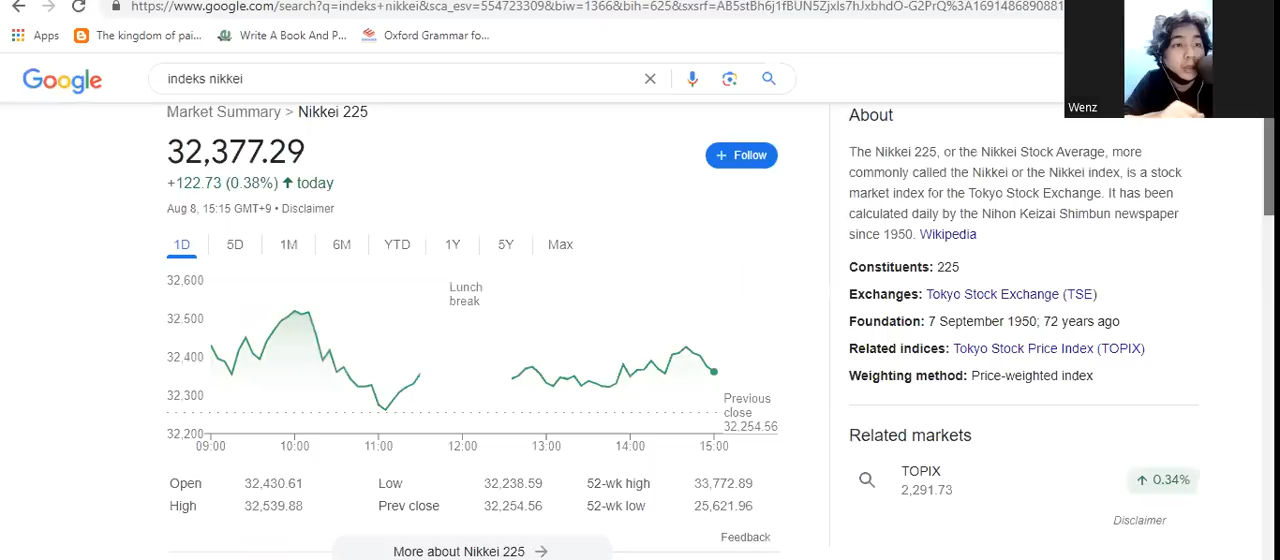 https://www.google.com/search?q=indeks+nikkei&sca_esv=554723309&biw=1366&bih=625&sxsrf=AB5stBh6j1fBUN5Zjxls7hJxbhdO-G2PrQ%3A1691486890881
Apps
The kingdom of pai...
Write A Book And P...
Oxford Grammar fo...
Google
indeks nikkei
Wenz
Market Summary > Nikkei 225
32,377.29
+ Follow
+122.73 (0.38%) ↑ today
Aug 8, 15:15 GMT+9 • Disclaimer
1D 5D 1M 6M YTD 1Y 5Y Max
32,600
32,500
32,400
32,300
32,200
Lunch
break
Previous
close
32,254.56
09:00 10:00 11:00 12:00 13:00 14:00 15:00
Open 32,430.61 Low 32,238.59 52-wk high 33,772.89
High 32,539.88 Prev close 32,254.56 52-wk low 25,621.96
Feedback
More about Nikkei 225 →
About
The Nikkei 225, or the Nikkei Stock Average, more
commonly called the Nikkei or the Nikkei index, is a stock
market index for the Tokyo Stock Exchange. It has been
calculated daily by the Nihon Keizai Shimbun newspaper
since 1950. Wikipedia
Constituents: 225
Exchanges: Tokyo Stock Exchange (TSE)
Foundation: 7 September 1950; 72 years ago
Related indices: Tokyo Stock Price Index (TOPIX)
Weighting method: Price-weighted index
Related markets
TOPIX
2,291.73
↑ 0.34%
Disclaimer